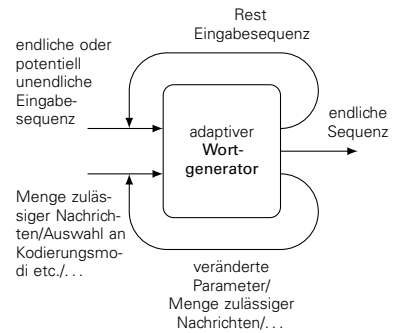 Rest
Eingabesequenz
endliche oder
potentiell
unendliche
Eingabe-
sequenz
adaptiver
Wort-
generator
endliche
Sequenz
Menge zuläs-
siger Nachrich-
ten/Auswahl an
Kodierungsmo-
di etc./. . .
veränderte
Parameter/
Menge zulässiger
Nachrichten/. . .